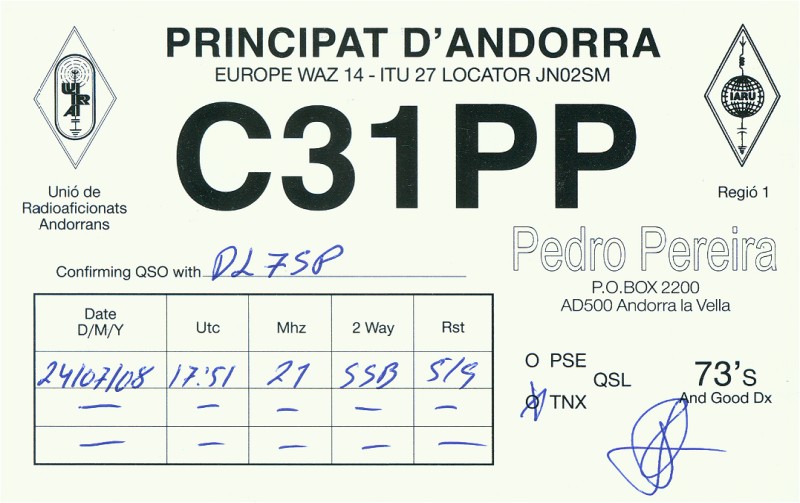 PRINCIPAT D'ANDORRA
EUROPE WAZ 14 - ITU 27 LOCATOR JN02SM
C31PP
URA
IARU
Unió de
Radioaficionats
Andorrans
Regió 1
Pedro Pereira
P.O.BOX 2200
AD500 Andorra la Vella
Confirming QSO with DL7SP
Date
D/M/Y
Utc
Mhz
2 Way
Rst
24/07/08 17:51 21 SSB 5/9
— — — — —
— — — — —
O PSE
QSL
O TNX
73's
And Good Dx